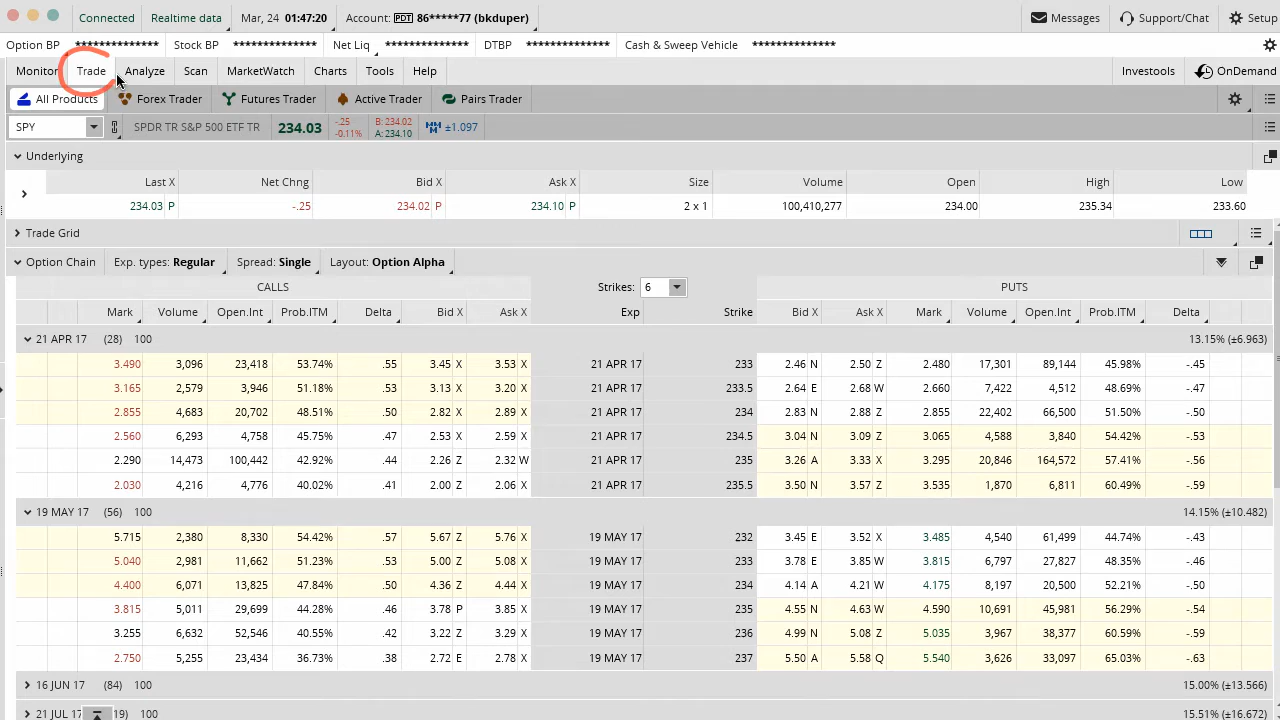 Connected Realtime data Mar, 24 01:47:20 Account: PDT 86*****77 (bkduper) Messages Support/Chat Setup
Option BP ************** Stock BP ************** Net Liq ************** DTBP ************** Cash & Sweep Vehicle **************
Monitor Trade Analyze Scan MarketWatch Charts Tools Help Investools OnDemand
All Products Forex Trader Futures Trader Active Trader Pairs Trader
SPY SPDR TR S&P 500 ETF TR 234.03 -.25 -0.11% B: 234.02 A: 234.10 ±1.097
Underlying
Last X Net Chng Bid X Ask X Size Volume Open High Low
234.03 P -.25 234.02 P 234.10 P 2 x 1 100,410,277 234.00 235.34 233.60
Trade Grid
Option Chain Exp. types: Regular Spread: Single Layout: Option Alpha
CALLS Strikes: 6 PUTS
Mark Volume Open.Int Prob.ITM Delta Bid X Ask X Exp Strike Bid X Ask X Mark Volume Open.Int Prob.ITM Delta
21 APR 17 (28) 100 13.15% (±6.963)
3.490 3,096 23,418 53.74% .55 3.45 X 3.53 X 21 APR 17 233 2.46 N 2.50 Z 2.480 17,301 89,144 45.98% -.45
3.165 2,579 3,946 51.18% .53 3.13 X 3.20 X 21 APR 17 233.5 2.64 E 2.68 W 2.660 7,422 4,512 48.69% -.47
2.855 4,683 20,702 48.51% .50 2.82 X 2.89 X 21 APR 17 234 2.83 N 2.88 Z 2.855 22,402 66,500 51.50% -.50
2.560 6,293 4,758 45.75% .47 2.53 X 2.59 X 21 APR 17 234.5 3.04 N 3.09 Z 3.065 4,588 3,840 54.42% -.53
2.290 14,473 100,442 42.92% .44 2.26 Z 2.32 W 21 APR 17 235 3.26 A 3.33 X 3.295 20,846 164,572 57.41% -.56
2.030 4,216 4,776 40.02% .41 2.00 Z 2.06 X 21 APR 17 235.5 3.50 N 3.57 Z 3.535 1,870 6,811 60.49% -.59
19 MAY 17 (56) 100 14.15% (±10.482)
5.715 2,380 8,330 54.42% .57 5.67 Z 5.76 X 19 MAY 17 232 3.45 E 3.52 X 3.485 4,540 61,499 44.74% -.43
5.040 2,981 11,662 51.23% .53 5.00 Z 5.08 X 19 MAY 17 233 3.78 E 3.85 W 3.815 6,797 27,827 48.35% -.46
4.400 6,071 13,825 47.84% .50 4.36 Z 4.44 X 19 MAY 17 234 4.14 A 4.21 W 4.175 8,197 20,500 52.21% -.50
3.815 5,011 29,699 44.28% .46 3.78 P 3.85 X 19 MAY 17 235 4.55 N 4.63 W 4.590 10,691 45,981 56.29% -.54
3.255 6,632 52,546 40.55% .42 3.22 Z 3.29 X 19 MAY 17 236 4.99 N 5.08 Z 5.035 3,967 38,377 60.59% -.59
2.750 5,255 23,434 36.73% .38 2.72 E 2.78 X 19 MAY 17 237 5.50 A 5.58 Q 5.540 3,626 33,097 65.03% -.63
16 JUN 17 (84) 100 15.00% (±13.566)
21 JUL 17 19) 100 15.51% (±16.672)